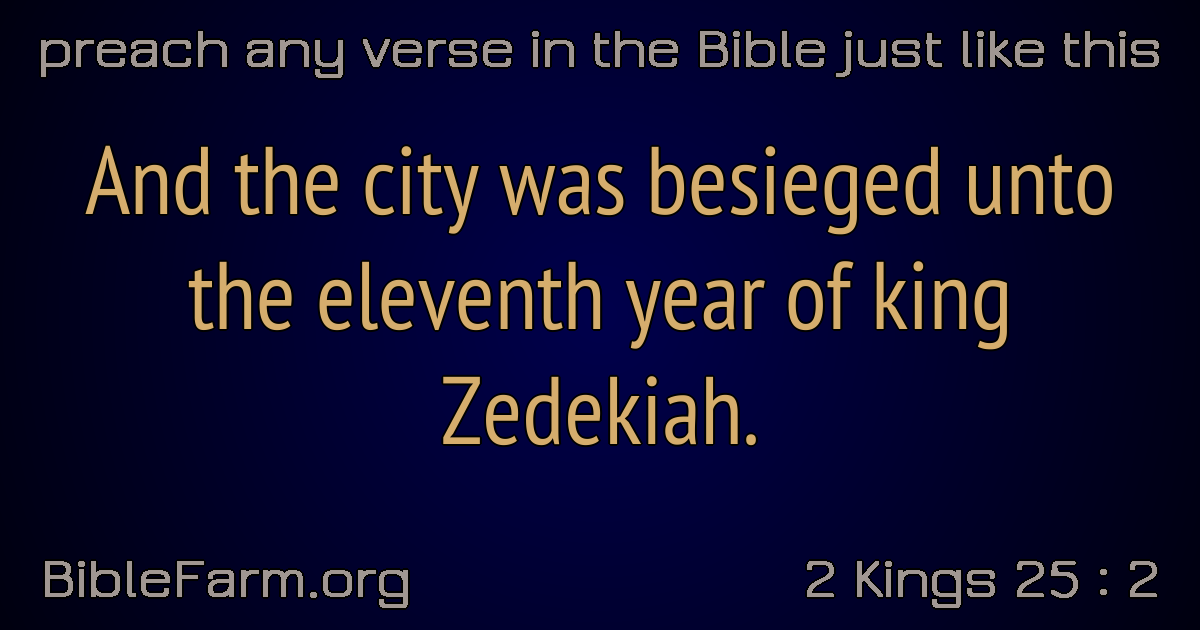 preach any verse in the Bible just like this
And the city was besieged unto
the eleventh year of king
Zedekiah.
BibleFarm.org
2 Kings 25 : 2